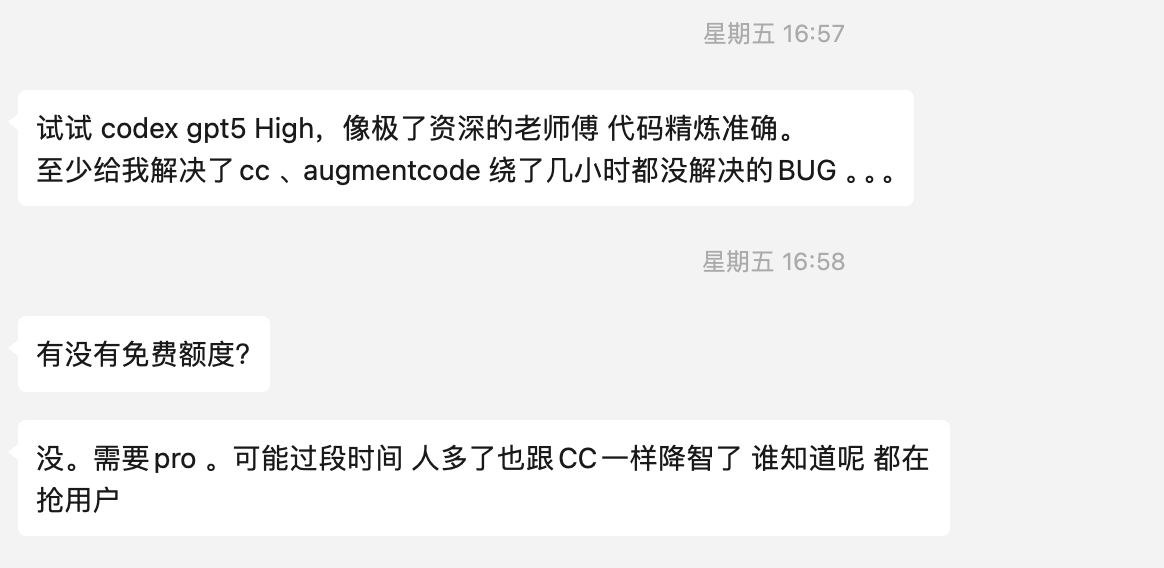 星期五 16:57
试试 codex gpt5 High，像极了资深的老师傅 代码精炼准确。
至少给我解决了cc 、augmentcode 绕了几小时都没解决的BUG 。。。
星期五 16:58
有没有免费额度？
没。需要pro 。可能过段时间 人多了也跟CC一样降智了 谁知道呢 都在
抢用户